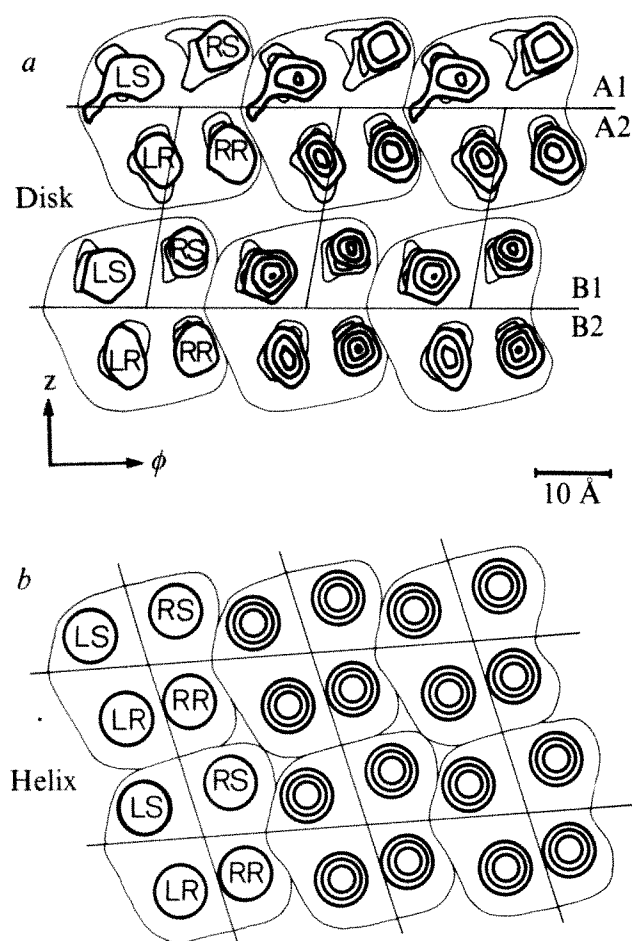 a
LS RS
A1
A2
LR RR
Disk
LS RS
B1
B2
LR RR
z
φ
10 Å
b
LS RS
LR RR
Helix
LS RS
LR RR